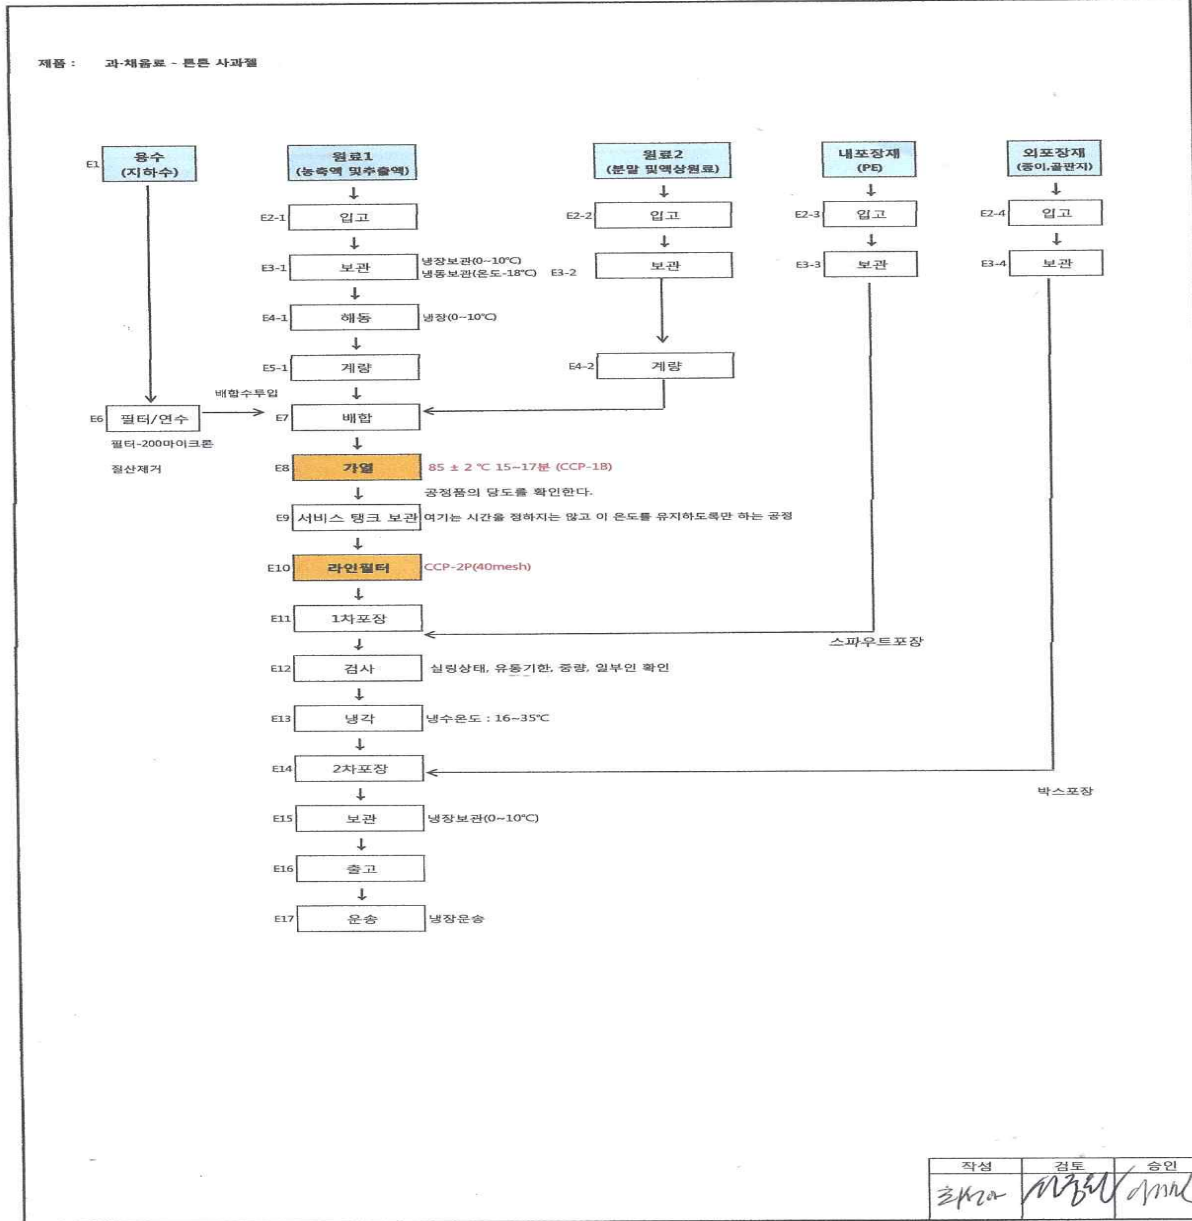 제품 : 과·채음료 - 튼튼 사과젤
E1 용수 (지하수)
원료1 (농축액 및추출액)
원료2 (분말 및액상원료)
내포장재 (PE)
외포장재 (종이,골판지)
E2-1 입고
E2-2 입고
E2-3 입고
E2-4 입고
E3-1 보관 냉장보관(0~10℃)
냉동보관(온도-18℃)
E3-2 보관
E3-3 보관
E3-4 보관
E4-1 해동 냉장(0~10℃)
E5-1 계량
E4-2 계량
배합수투입
E6 필터/연수
E7 배합
필터-200마이크론
질산제거
E8 가열 85 ± 2 ℃ 15~17분 (CCP-1B)
공정품의 당도를 확인한다.
E9 서비스 탱크 보관 여기는 시간을 정하지는 많고 이 온도를 유지하도록만 하는 공정
E10 라인필터 CCP-2P(40mesh)
E11 1차포장
스파우트포장
E12 검사 실링상태, 유통기한, 중량, 일부인 확인
E13 냉각 냉수온도 : 16~35℃
E14 2차포장
박스포장
E15 보관 냉장보관(0~10℃)
E16 출고
E17 운송 냉장운송
작성 검토 승인